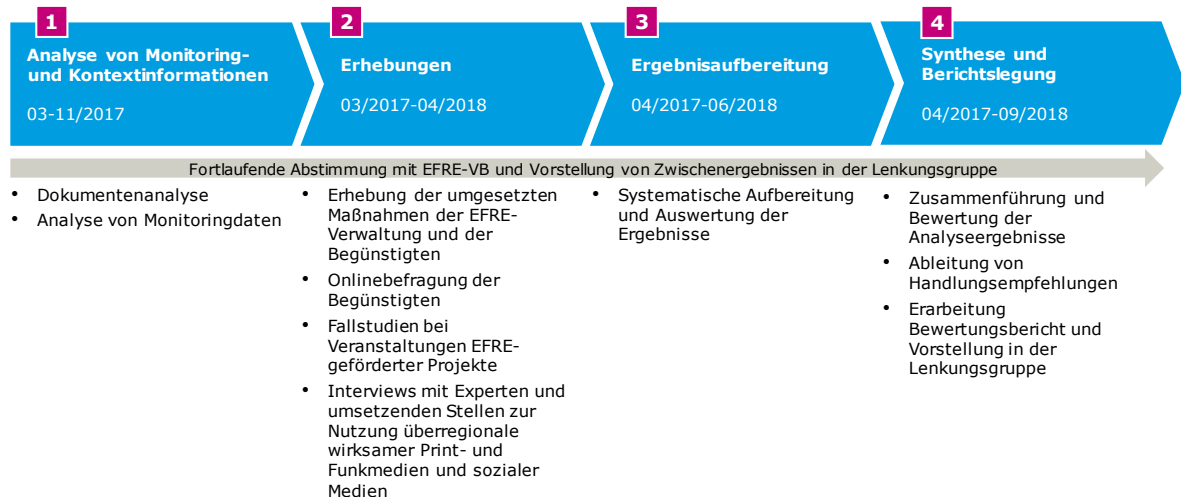 1
Analyse von Monitoring-
und Kontextinformationen
03-11/2017
2
Erhebungen
03/2017-04/2018
3
Ergebnisaufbereitung
04/2017-06/2018
4
Synthese und
Berichtslegung
04/2017-09/2018
Fortlaufende Abstimmung mit EFRE-VB und Vorstellung von Zwischenergebnissen in der Lenkungsgruppe
• Dokumentenanalyse
• Analyse von Monitoringdaten
• Erhebung der umgesetzten
Maßnahmen der EFRE-
Verwaltung und der
Begünstigten
• Onlinebefragung der
Begünstigten
• Fallstudien bei
Veranstaltungen EFRE-
geförderter Projekte
• Interviews mit Experten und
umsetzenden Stellen zur
Nutzung überregionale
wirksamer Print- und
Funkmedien und sozialer
Medien
• Systematische Aufbereitung
und Auswertung der
Ergebnisse
• Zusammenführung und
Bewertung der
Analyseergebnisse
• Ableitung von
Handlungsempfehlungen
• Erarbeitung
Bewertungsbericht und
Vorstellung in der
Lenkungsgruppe